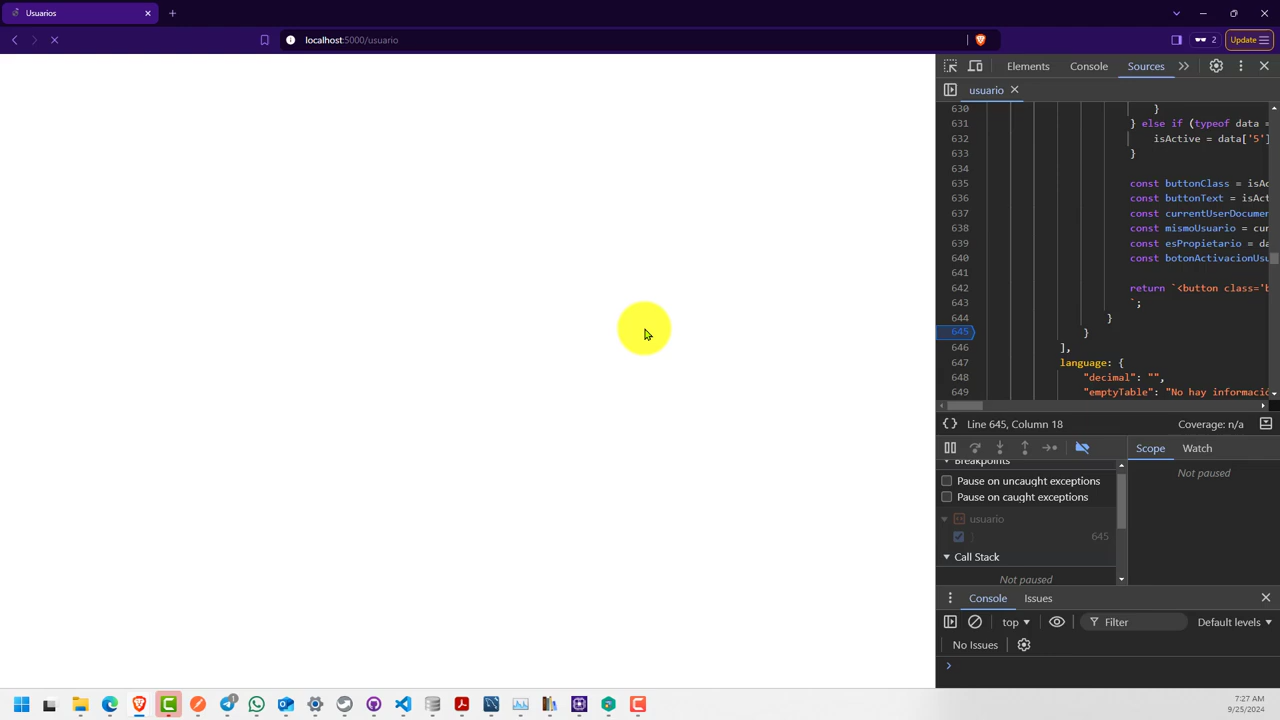 Usuarios
localhost:5000/usuario
2
Update
Elements
Console
Sources
usuario
630 }
631 } else if (typeof data =
632 isActive = data['5']
633 }
634
635 const buttonClass = isAc
636 const buttonText = isAct
637 const currentUserDocumen
638 const mismoUsuario = cur
639 const esPropietario = da
640 const botonActivacionUsu
641
642 return `<button class='b
643 `;
644 }
645 }
646 ],
647 language: {
648 "decimal": "",
649 "emptyTable": "No hay informació
{} Line 645, Column 18
Coverage: n/a
Scope
Watch
Breakpoints
Not paused
Pause on uncaught exceptions
Pause on caught exceptions
usuario
} 645
Call Stack
Not paused
Console
Issues
top
Filter
Default levels
No Issues
1
7:27 AM
9/25/2024